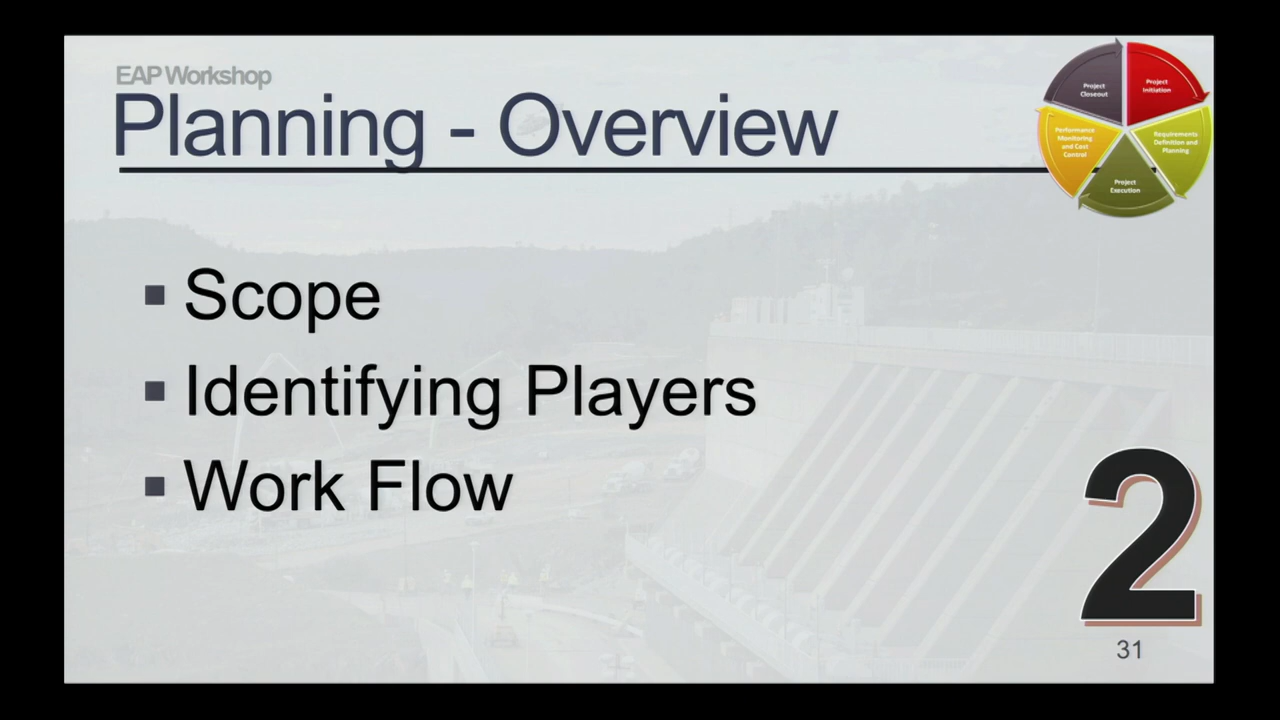 EAP Workshop
Planning - Overview
Project
Closeout
Project
Initiation
Performance
Monitoring
and Cost
Control
Requirements
Definition and
Planning
Project
Execution
Scope
Identifying Players
Work Flow
2
31